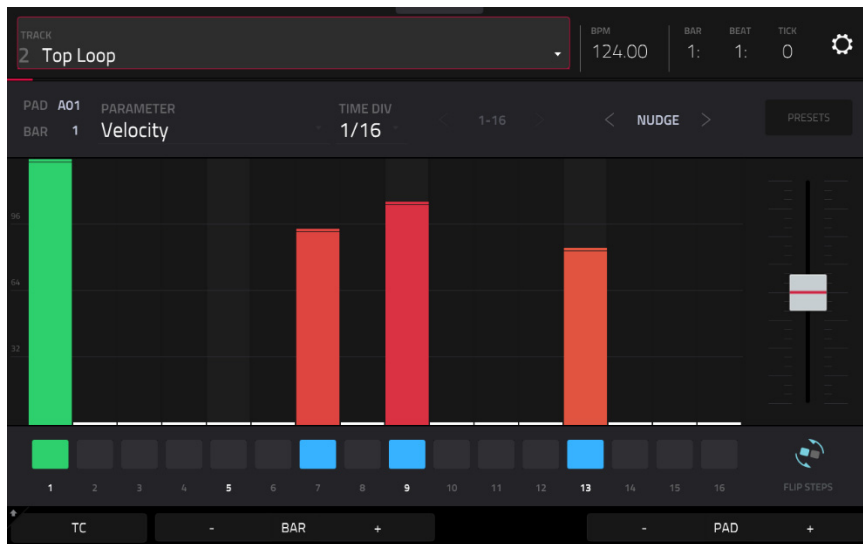 TRACK BPM BAR BEAT TICK
2 Top Loop 124.00 1: 1: 0
PAD A01 PARAMETER TIME DIV
BAR 1 Velocity 1/16 < 1-16 > < NUDGE > PRESETS
96
64
32
1 2 3 4 5 6 7 8 9 10 11 12 13 14 15 16 FLIP STEPS
TC - BAR + - PAD +